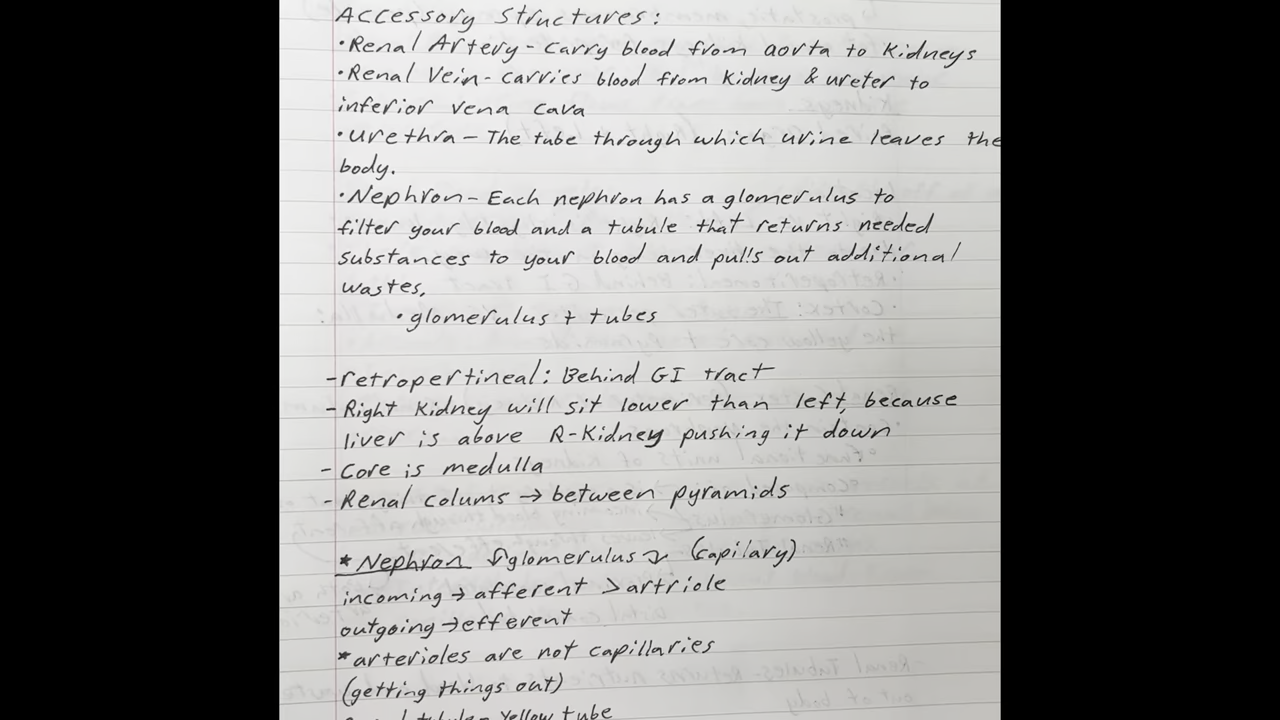 Accessory Structures:
•Renal Artery - Carry blood from aorta to Kidneys
•Renal Vein - carries blood from Kidney & ureter to
inferior vena cava
•urethra - The tube through which urine leaves the
body.
•Nephron - Each nephron has a glomerulus to
filter your blood and a tubule that returns needed
substances to your blood and pulls out additional
wastes.
•glomerulus + tubes
-retropertineal: Behind GI tract
- Right Kidney will sit lower than left, because
liver is above R-Kidney pushing it down
- Core is medulla
- Renal colums → between pyramids
* Nephron glomerulus (capilary)
incoming → afferent > artriole
outgoing → efferent
*arterioles are not capillaries
(getting things out)
yellow tube